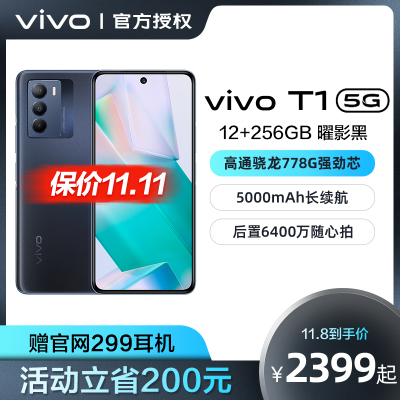 vivo | 官方授权
vivo T1 5G
12+256GB 曜影黑
高通骁龙778G强劲芯
5000mAh长续航
后置6400万随心拍
保价11.11
vivo
赠官网299耳机
活动立省200元
11.8到手价
¥2399起